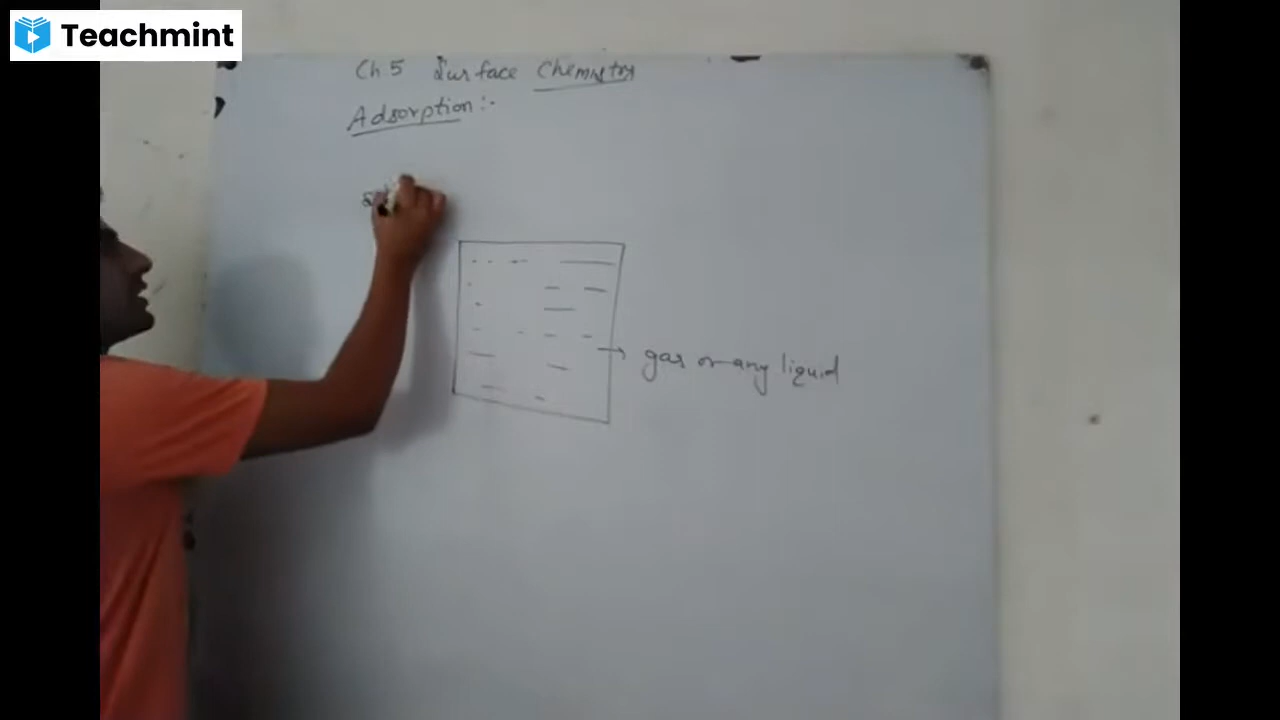 Teachmint
Ch.5 Surface Chemistry
Adsorption :-
gas or any liquid